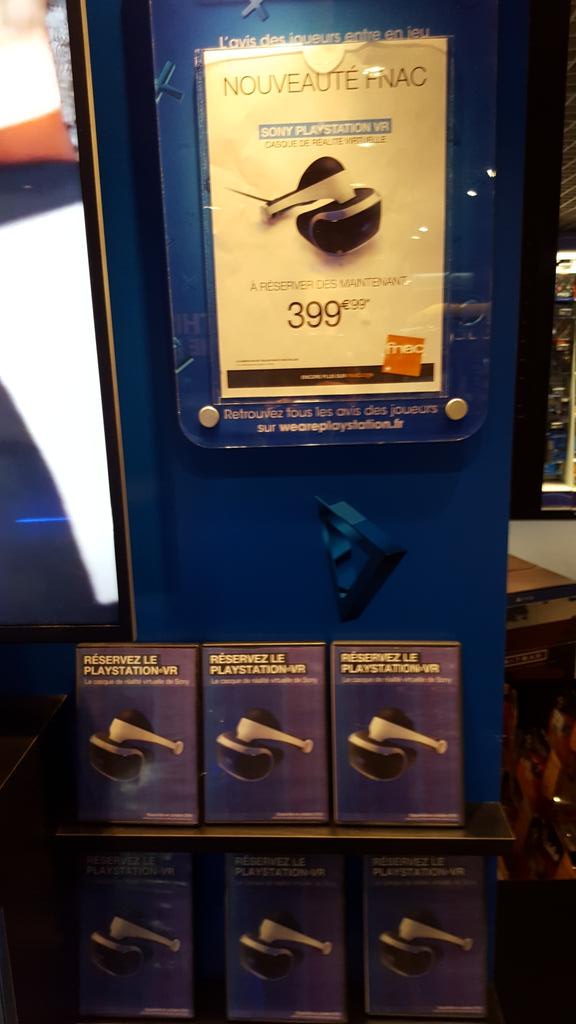 L'avis des joueurs entre en jeu
NOUVEAUTÉ FNAC
SONY PLAYSTATION VR
CASQUE DE RÉALITÉ VIRTUELLE
À RÉSERVER DÈS MAINTENANT
399€99*
fnac
Retrouvez tous les avis des joueurs
sur weareplaystation.fr
RÉSERVEZ LE
PLAYSTATION VR
Le casque de réalité virtuelle de Sony
RÉSERVEZ LE
PLAYSTATION VR
Le casque de réalité virtuelle de Sony
RÉSERVEZ LE
PLAYSTATION VR
Le casque de réalité virtuelle de Sony
RÉSERVEZ LE
PLAYSTATION VR
RÉSERVEZ LE
PLAYSTATION VR
RÉSERVEZ LE
PLAYSTATION VR